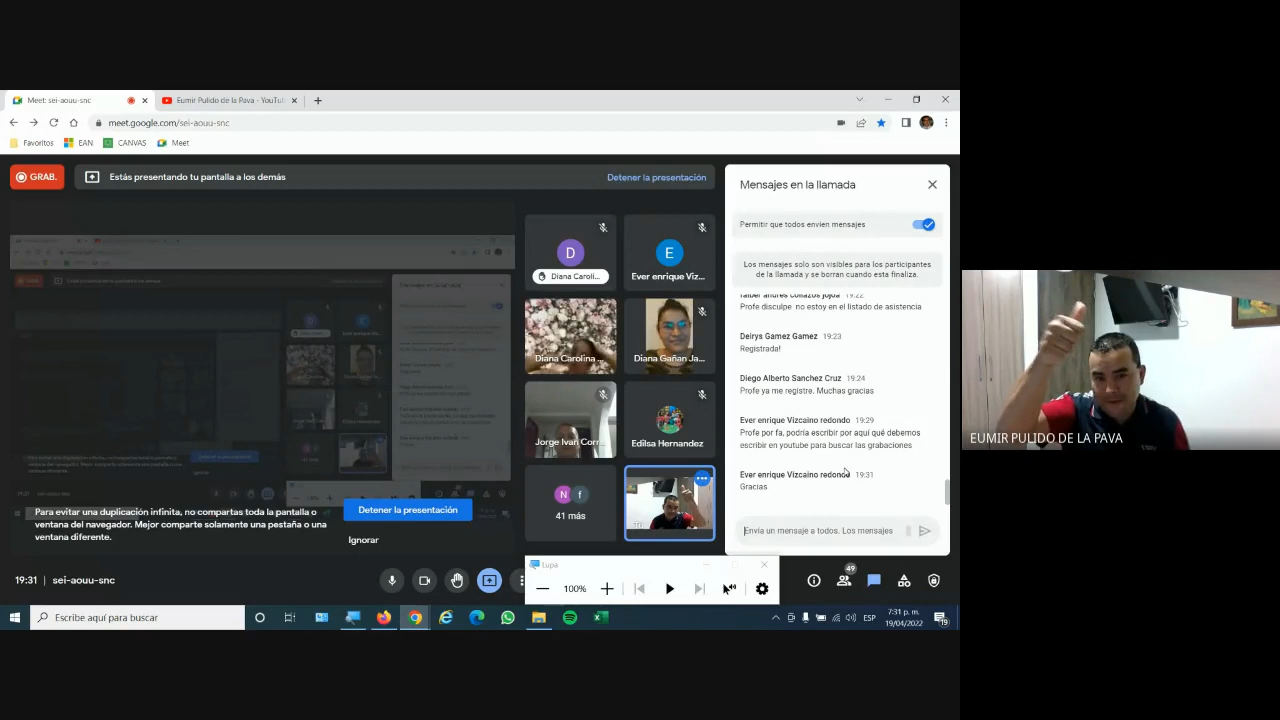 Meet: sei-aouu-snc
Eumir Pulido de la Pava - YouTu
meet.google.com/sei-aouu-snc
Favoritos
EAN
CANVAS
Meet
GRAB.
Estás presentando tu pantalla a los demás
Detener la presentación
Para evitar una duplicación infinita, no compartas toda la pantalla o
ventana del navegador. Mejor comparte solamente una pestaña o una
ventana diferente.
Detener la presentación
Ignorar
D
Diana Caroli...
E
Ever enrique Viz...
Diana Carolina
Diana Gañan Ja...
Jorge Ivan Corr
Edilsa Hernandez
N f
41 más
Mensajes en la llamada
Permitir que todos envíen mensajes
Los mensajes solo son visibles para los participantes
de la llamada y se borran cuando esta finaliza.
19:22
Profe disculpe no estoy en el listado de asistencia
Deirys Gamez Gamez 19:23
Registrada!
Diego Alberto Sanchez Cruz 19:24
Profe ya me registre. Muchas gracias
Ever enrique Vizcaino redondo 19:29
Profe por fa, podría escribir por aquí qué debemos
escribir en youtube para buscar las grabaciones
Ever enrique Vizcaino redondo 19:31
Gracias
Envía un mensaje a todos. Los mensajes
19:31 | sei-aouu-snc
49
Lupa
100%
Escribe aquí para buscar
ESP
7:31 p. m.
19/04/2022
19
EUMIR PULIDO DE LA PAVA